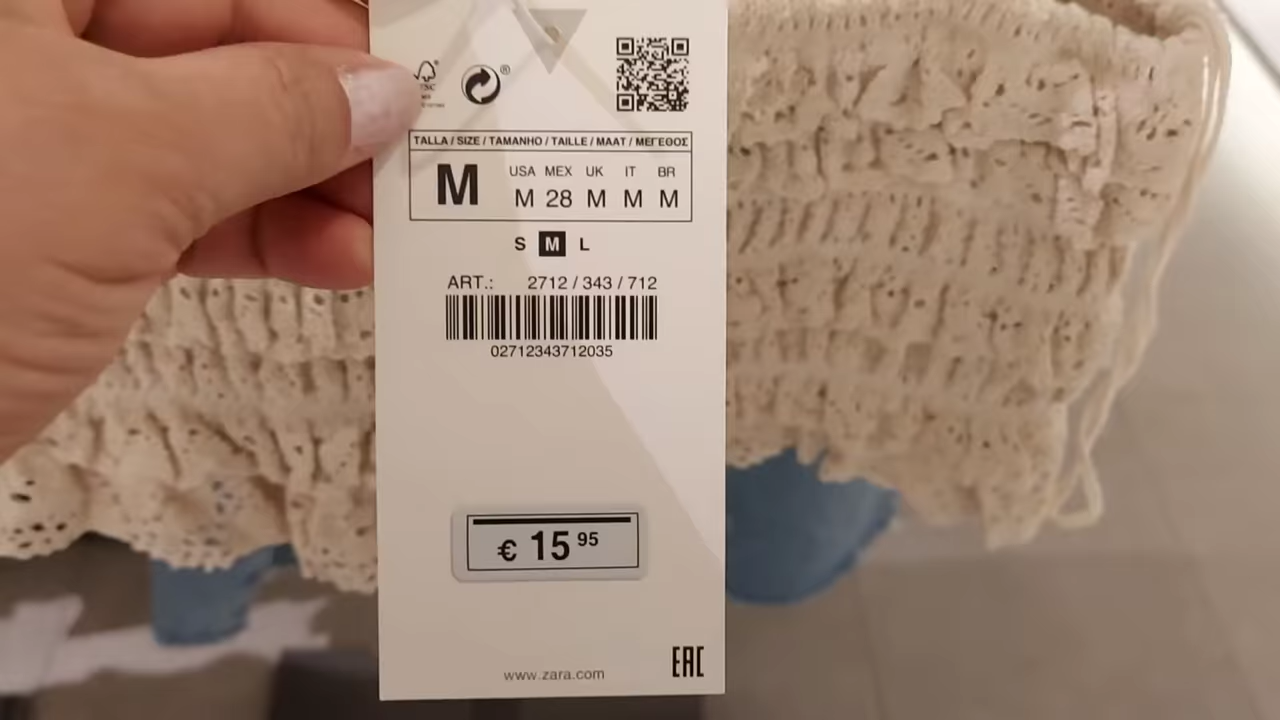 ®
TALLA / SIZE / TAMANHO / TAILLE / MAAT / ΜΕΓΕΘΟΣ
M
USA MEX UK IT BR
M 28 M M M
S M L
ART.: 2712 / 343 / 712
02712343712035
€ 15 95
EAC
www.zara.com